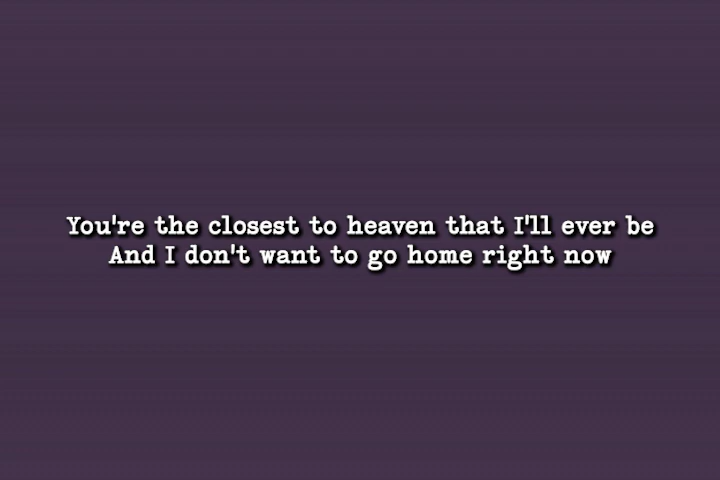 You're the closest to heaven that I'll ever be
And I don't want to go home right now